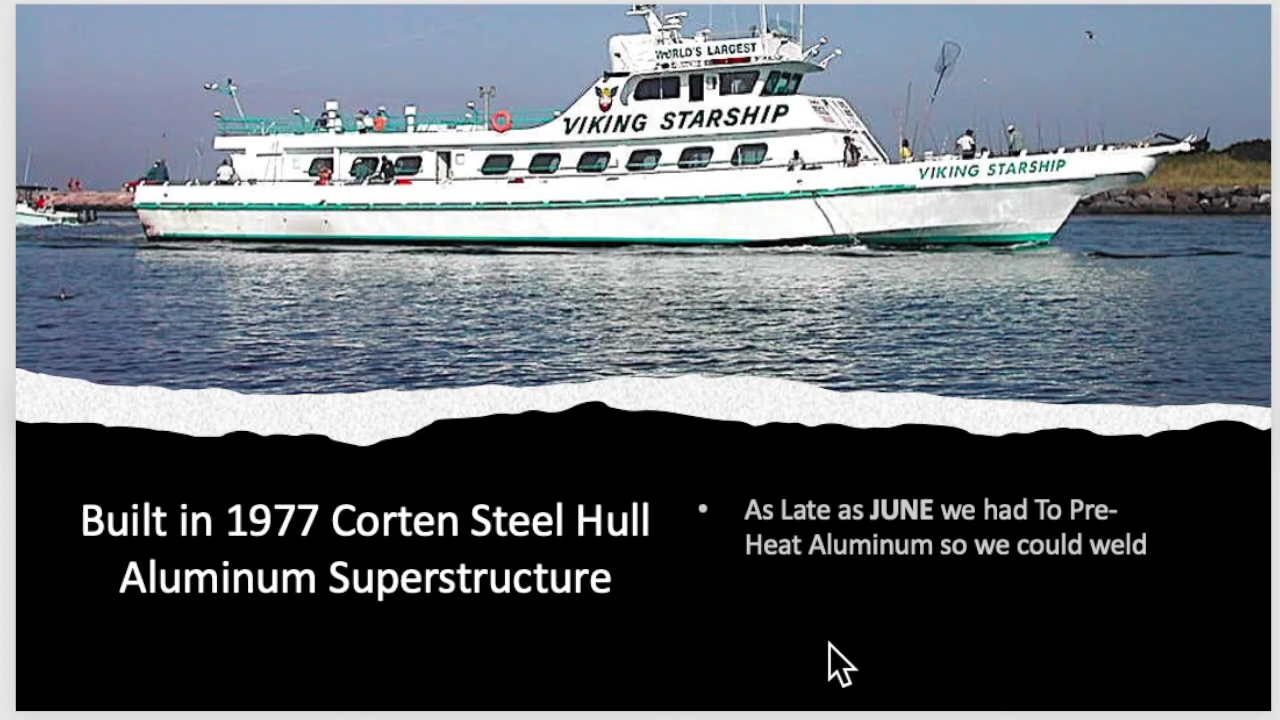 WORLD'S LARGEST
VIKING STARSHIP
VIKING STARSHIP
Built in 1977 Corten Steel Hull
Aluminum Superstructure
• As Late as JUNE we had To Pre-
Heat Aluminum so we could weld